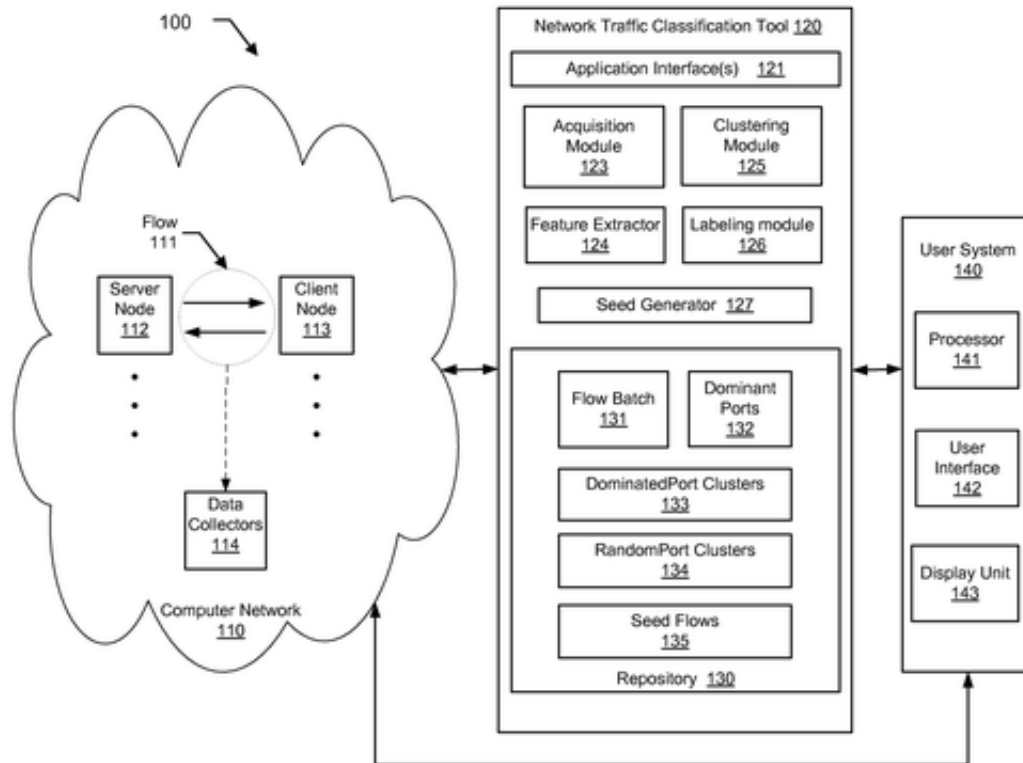 100
Flow
111
Server
Node
112
Client
Node
113
Data
Collectors
114
Computer Network
110
Network Traffic Classification Tool 120
Application Interface(s) 121
Acquisition
Module
123
Clustering
Module
125
Feature Extractor
124
Labeling module
126
Seed Generator 127
Flow Batch
131
Dominant
Ports
132
DominatedPort Clusters
133
RandomPort Clusters
134
Seed Flows
135
Repository 130
User System
140
Processor
141
User
Interface
142
Display Unit
143